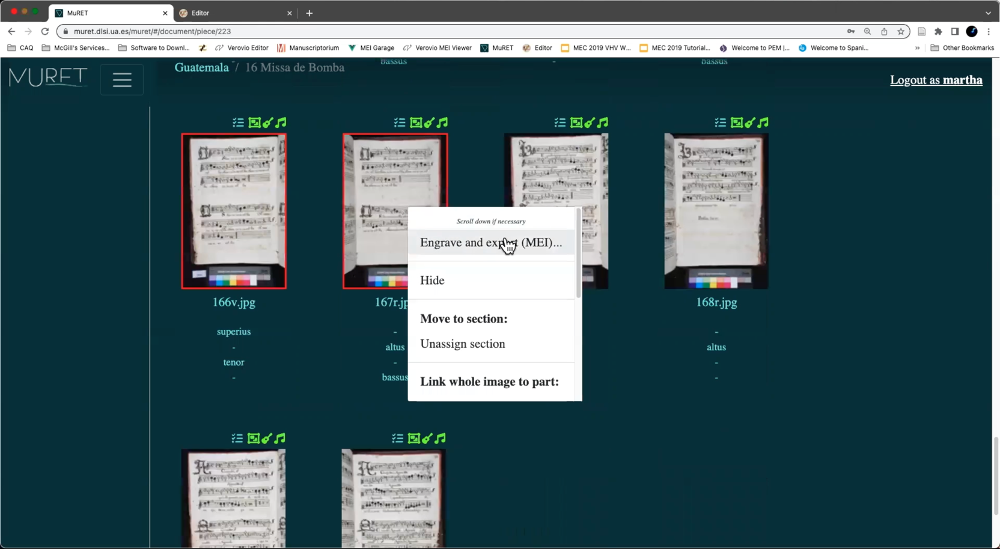 MuRET
Editor
muret.dlsi.ua.es/muret/#/document/piece/223
CAQ
McGill's Services...
Software to Downl...
Verovio Editor
Manuscriptorium
MEI Garage
Verovio MEI Viewer
MuRET
Editor
MEC 2019 VHV W...
MEC 2019 Tutorial...
Welcome to PEM |...
Welcome to Spani...
»
Other Bookmarks
MURET
Guatemala / 16 Missa de Bomba
bassus
-
bassus
Logout as martha
166v.jpg
167r.jp
168r.jpg
superius
-
tenor
-
-
altus
-
bassus
-
altus
-
-
Scroll down if necessary
Engrave and export (MEI)...
Hide
Move to section:
Unassign section
Link whole image to part: